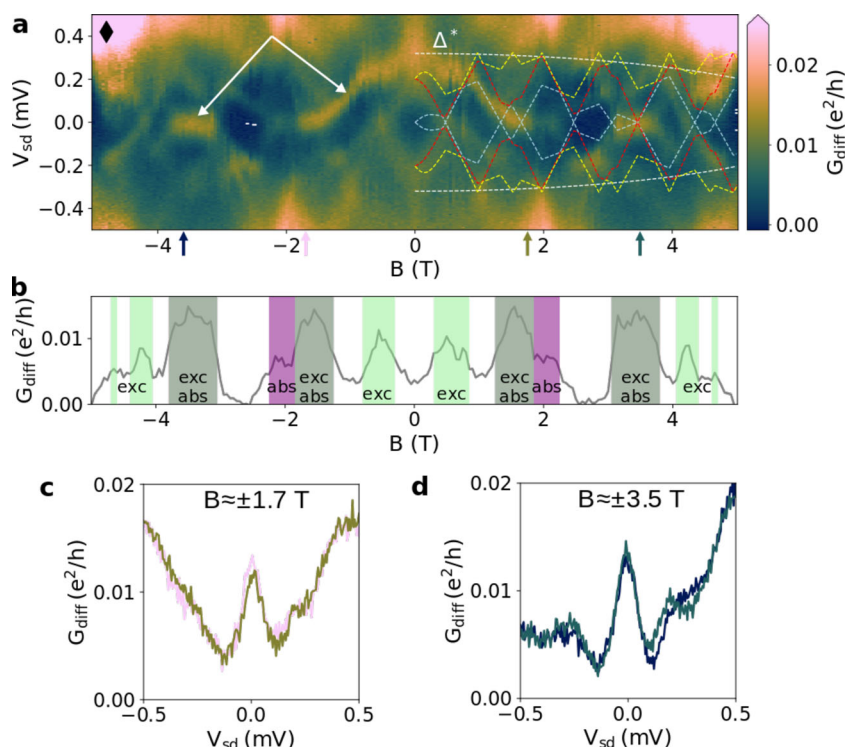 a
Δ*
0.4
0.2
0.0
−0.2
−0.4
V_sd (mV)
−4 −2 0 2 4
B (T)
0.02
0.01
0.00
G_diff (e²/h)
b
0.01
0.00
G_diff (e²/h)
exc exc abs abs exc abs exc exc exc abs abs exc abs exc
−4 −2 0 2 4
B (T)
c
B≈±1.7 T
0.02
0.01
0.00
G_diff (e²/h)
−0.5 0.0 0.5
V_sd (mV)
d
B≈±3.5 T
0.02
0.01
0.00
G_diff (e²/h)
−0.5 0.0 0.5
V_sd (mV)